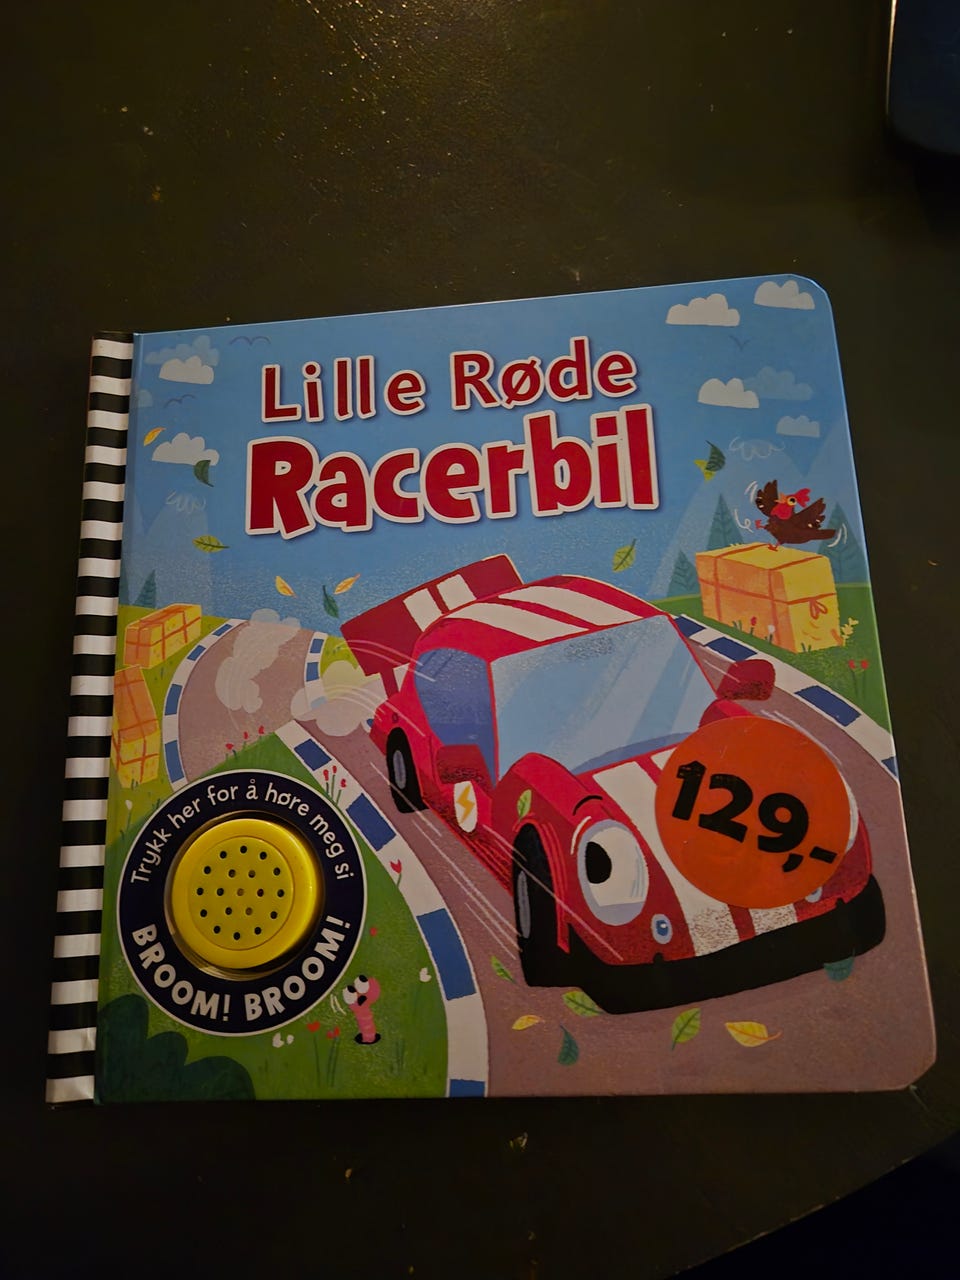 Lille Røde
Racerbil
129,-
Trykk her for å høre meg si
BROOM! BROOM!